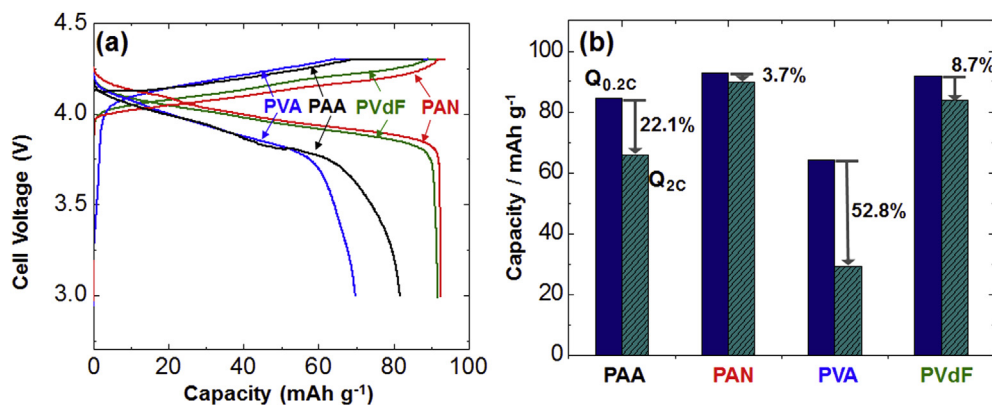 (a)
4.5
4.0
3.5
3.0
Cell Voltage (V)
PVA PAA PVdF PAN
0 20 40 60 80 100
Capacity (mAh g⁻¹)
(b)
100
80
60
40
20
0
Capacity / mAh g⁻¹
Q0.2C
22.1%
Q2C
3.7%
52.8%
8.7%
PAA PAN PVA PVdF